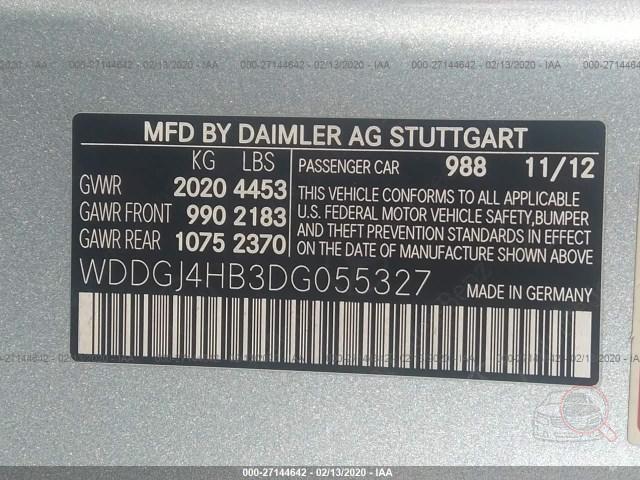 000-27144642 - 02/13/2020 - IAA
MFD BY DAIMLER AG STUTTGART
KG LBS
GVWR 2020 4453
GAWR FRONT 990 2183
GAWR REAR 1075 2370
PASSENGER CAR 988 11/12
THIS VEHICLE CONFORMS TO ALL APPLICABLE
U.S. FEDERAL MOTOR VEHICLE SAFETY,BUMPER
AND THEFT PREVENTION STANDARDS IN EFFECT
ON THE DATE OF MANUFACTURE SHOWN ABOVE
WDDGJ4HB3DG055327
MADE IN GERMANY
000-27144642 - 02/13/2020 - IAA